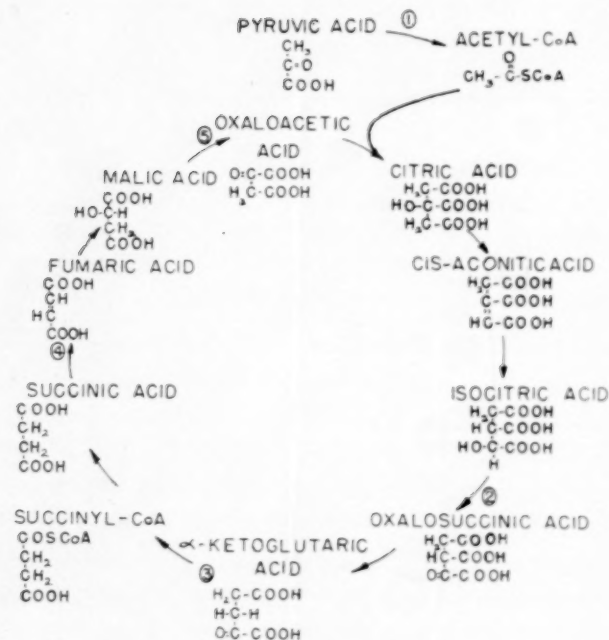 PYRUVIC ACID
CH₃
C=O
COOH
①
ACETYL-CoA
O
CH₃-C-SCoA
⑤
OXALOACETIC
ACID
O=C-COOH
H₂C-COOH
CITRIC ACID
H₂C-COOH
HO-C-COOH
H₂C-COOH
CIS-ACONITIC ACID
H₂C-COOH
C-COOH
HC-COOH
ISOCITRIC ACID
H₂C-COOH
HC-COOH
HO-C-COOH
H
②
OXALOSUCCINIC ACID
H₂C-COOH
HC-COOH
O=C-COOH
α-KETOGLUTARIC
ACID
H₂C-COOH
H-C-H
O=C-COOH
③
SUCCINYL-CoA
COSCoA
CH₂
CH₂
COOH
SUCCINIC ACID
COOH
CH₂
CH₂
COOH
④
FUMARIC ACID
COOH
CH
HC
COOH
MALIC ACID
COOH
HO-C-H
CH₂
COOH